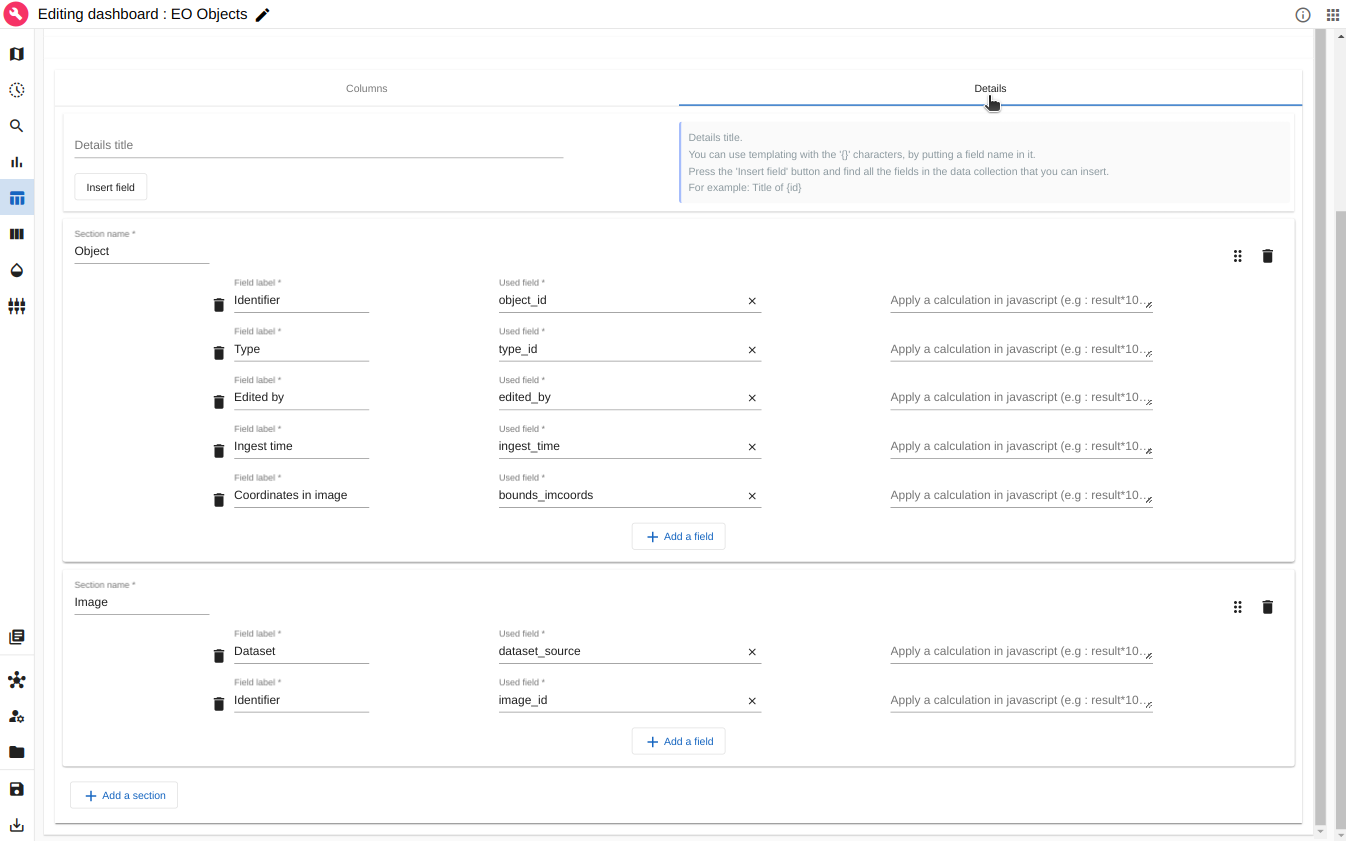 Editing dashboard : EO Objects
Columns
Details
Details title
Insert field
Details title.
You can use templating with the '{}' characters, by putting a field name in it.
Press the 'Insert field' button and find all the fields in the data collection that you can insert.
For example: Title of {id}
Section name *
Object
Field label * Used field *
Identifier object_id × Apply a calculation in javascript (e.g : result*10…
Field label * Used field *
Type type_id × Apply a calculation in javascript (e.g : result*10…
Field label * Used field *
Edited by edited_by × Apply a calculation in javascript (e.g : result*10…
Field label * Used field *
Ingest time ingest_time × Apply a calculation in javascript (e.g : result*10…
Field label * Used field *
Coordinates in image bounds_imcoords × Apply a calculation in javascript (e.g : result*10…
+ Add a field
Section name *
Image
Field label * Used field *
Dataset dataset_source × Apply a calculation in javascript (e.g : result*10…
Field label * Used field *
Identifier image_id × Apply a calculation in javascript (e.g : result*10…
+ Add a field
+ Add a section